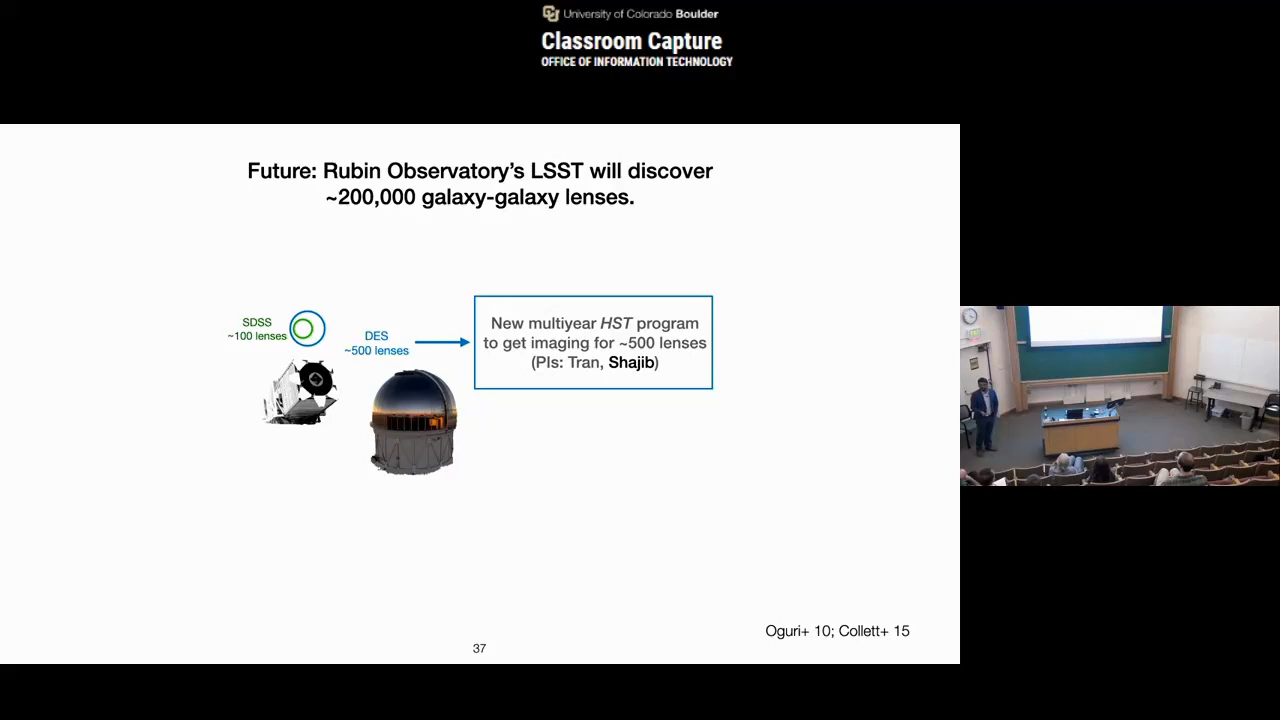 University of Colorado Boulder
Classroom Capture
OFFICE OF INFORMATION TECHNOLOGY
Future: Rubin Observatory's LSST will discover
~200,000 galaxy-galaxy lenses.
SDSS
~100 lenses
DES
~500 lenses
New multiyear HST program
to get imaging for ~500 lenses
(PIs: Tran, Shajib)
Oguri+ 10; Collett+ 15
37